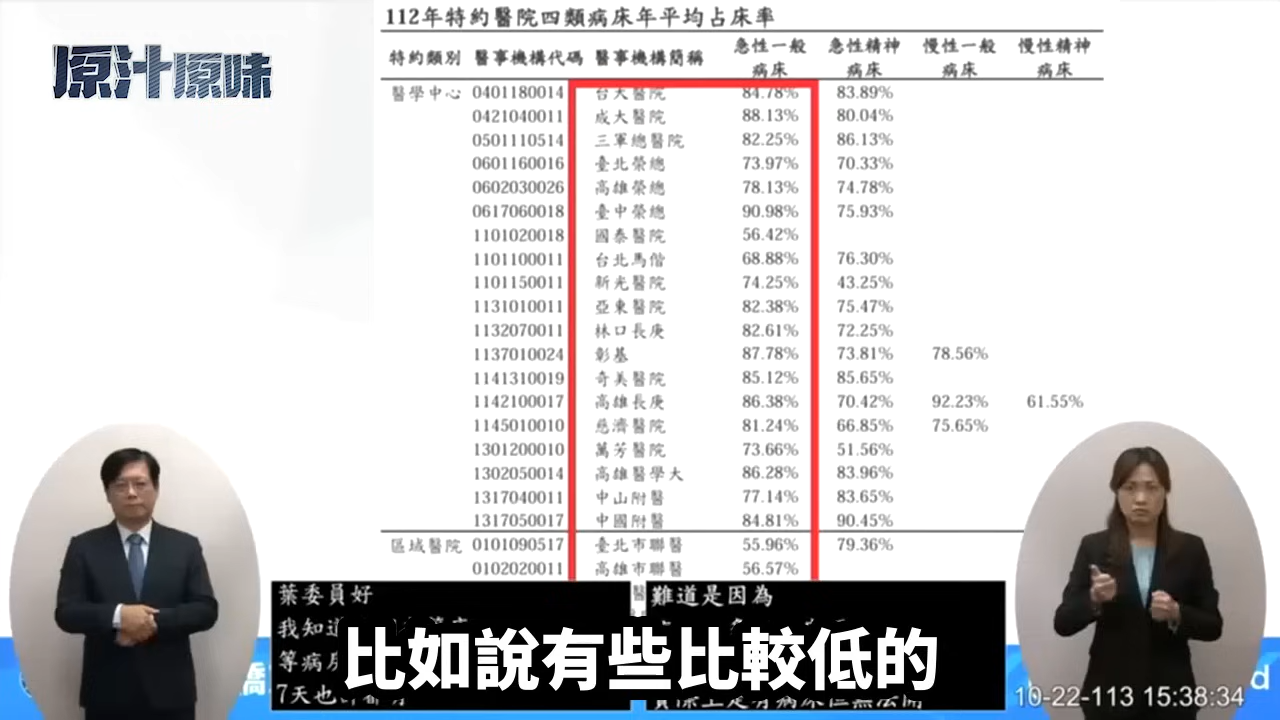 112年特約醫院四類病床年平均占床率
原汁原味
特約類別 醫事機構代碼 醫事機構簡稱 急性一般病床 急性精神病床 慢性一般病床 慢性精神病床
醫學中心 0401180014 台大醫院 84.78% 83.89%
0421040011 成大醫院 88.13% 80.04%
0501110514 三軍總醫院 82.25% 86.13%
0601160016 臺北榮總 73.97% 70.33%
0602030026 高雄榮總 78.13% 74.78%
0617060018 臺中榮總 90.98% 75.93%
1101020018 國泰醫院 56.42%
1101100011 台北馬偕 68.88% 76.30%
1101150011 新光醫院 74.25% 43.25%
1131010011 亞東醫院 82.38% 75.47%
1132070011 林口長庚 82.61% 72.25%
1137010024 彰基 87.78% 73.81% 78.56%
1141310019 奇美醫院 85.12% 85.65%
1142100017 高雄長庚 86.38% 70.42% 92.23% 61.55%
1145010010 慈濟醫院 81.24% 66.85% 75.65%
1301200010 萬芳醫院 73.66% 51.56%
1302050014 高雄醫學大 86.28% 83.96%
1317040011 中山附醫 77.14% 83.65%
1317050017 中國附醫 84.81% 90.45%
區域醫院 0101090517 臺北市聯醫 55.96% 79.36%
0102020011 高雄市聯醫 56.57%
葉委員好
我知道
等病房
7天也
難道是因為
比如說有些比較低的
10-22-113 15:38:34